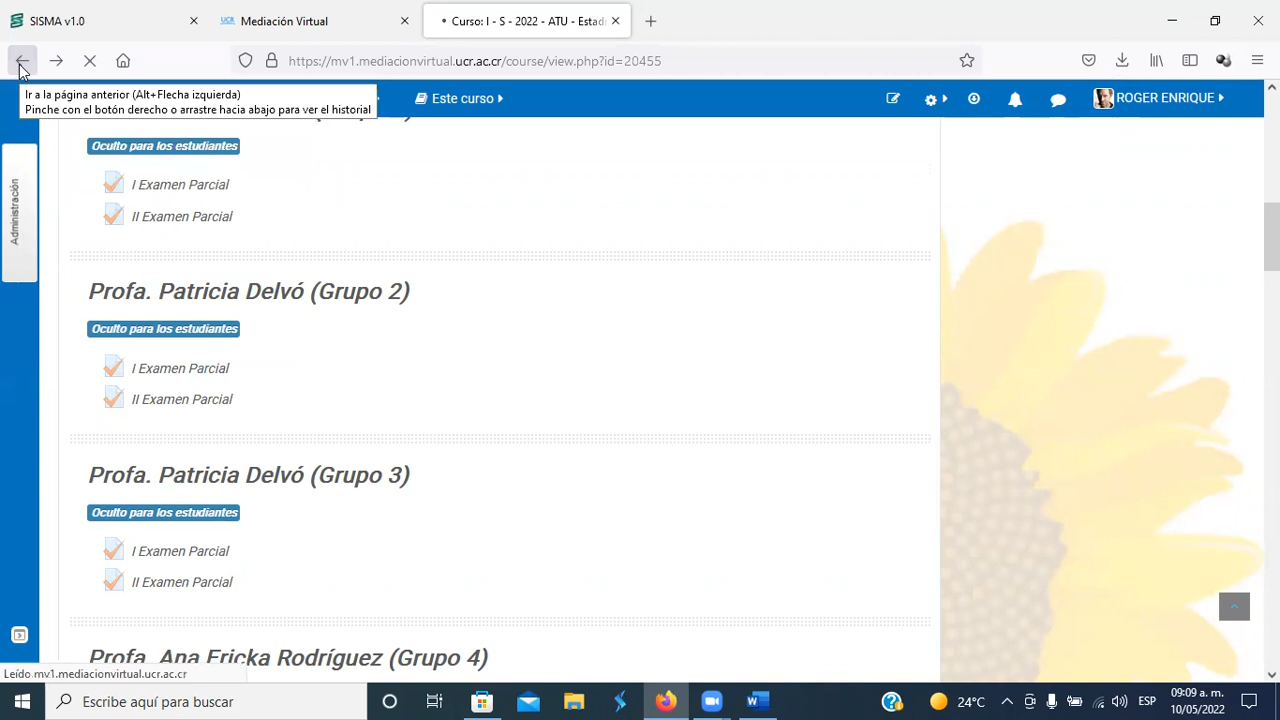 SISMA v1.0
UCR Mediación Virtual
Curso: I - S - 2022 - ATU - Estad
https://mv1.mediacionvirtual.ucr.ac.cr/course/view.php?id=20455
Ir a la página anterior (Alt+Flecha izquierda)
Pinche con el botón derecho o arrastre hacia abajo para ver el historial
Este curso
ROGER ENRIQUE
Administración
Oculto para los estudiantes
I Examen Parcial
II Examen Parcial
Profa. Patricia Delvó (Grupo 2)
Oculto para los estudiantes
I Examen Parcial
II Examen Parcial
Profa. Patricia Delvó (Grupo 3)
Oculto para los estudiantes
I Examen Parcial
II Examen Parcial
Profa. Ana Ericka Rodríguez (Grupo 4)
Leído mv1.mediacionvirtual.ucr.ac.cr
Escribe aquí para buscar
24°C
ESP
09:09 a. m.
10/05/2022